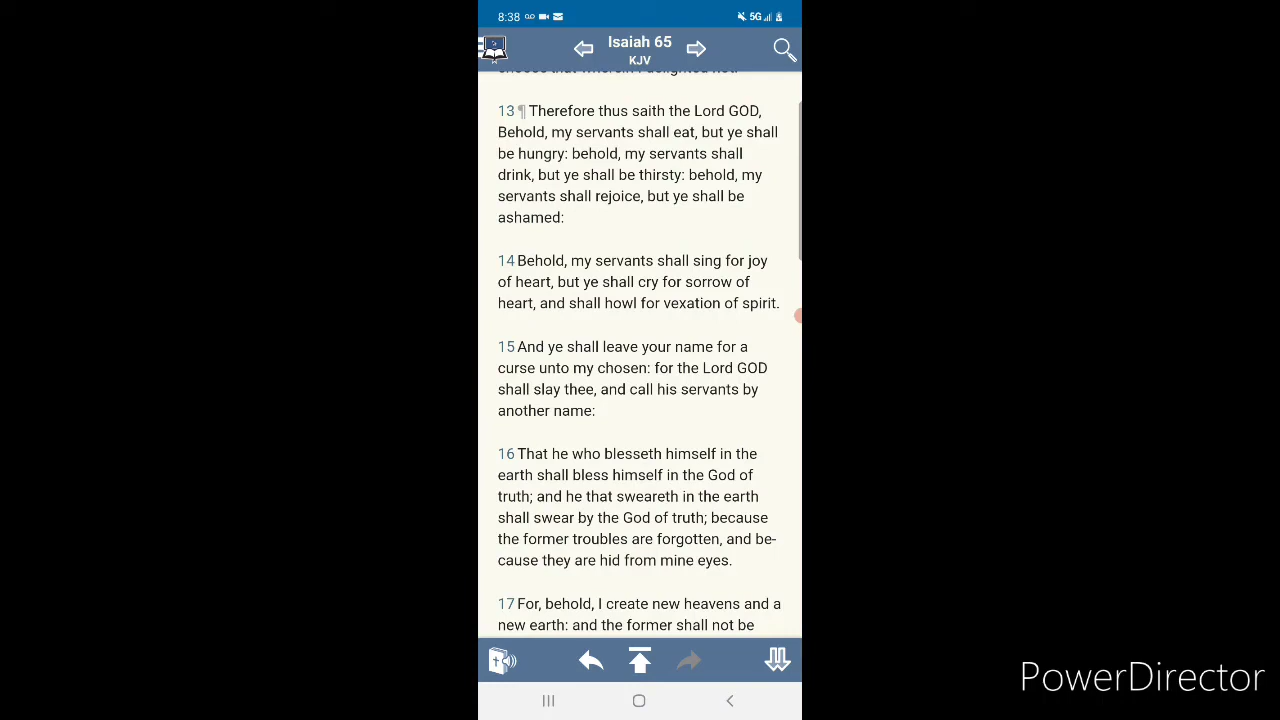 8:38
5G
Isaiah 65
KJV
13 ¶ Therefore thus saith the Lord GOD,
Behold, my servants shall eat, but ye shall
be hungry: behold, my servants shall
drink, but ye shall be thirsty: behold, my
servants shall rejoice, but ye shall be
ashamed:
14 Behold, my servants shall sing for joy
of heart, but ye shall cry for sorrow of
heart, and shall howl for vexation of spirit.
15 And ye shall leave your name for a
curse unto my chosen: for the Lord GOD
shall slay thee, and call his servants by
another name:
16 That he who blesseth himself in the
earth shall bless himself in the God of
truth; and he that sweareth in the earth
shall swear by the God of truth; because
the former troubles are forgotten, and be-
cause they are hid from mine eyes.
17 For, behold, I create new heavens and a
new earth: and the former shall not be
PowerDirector